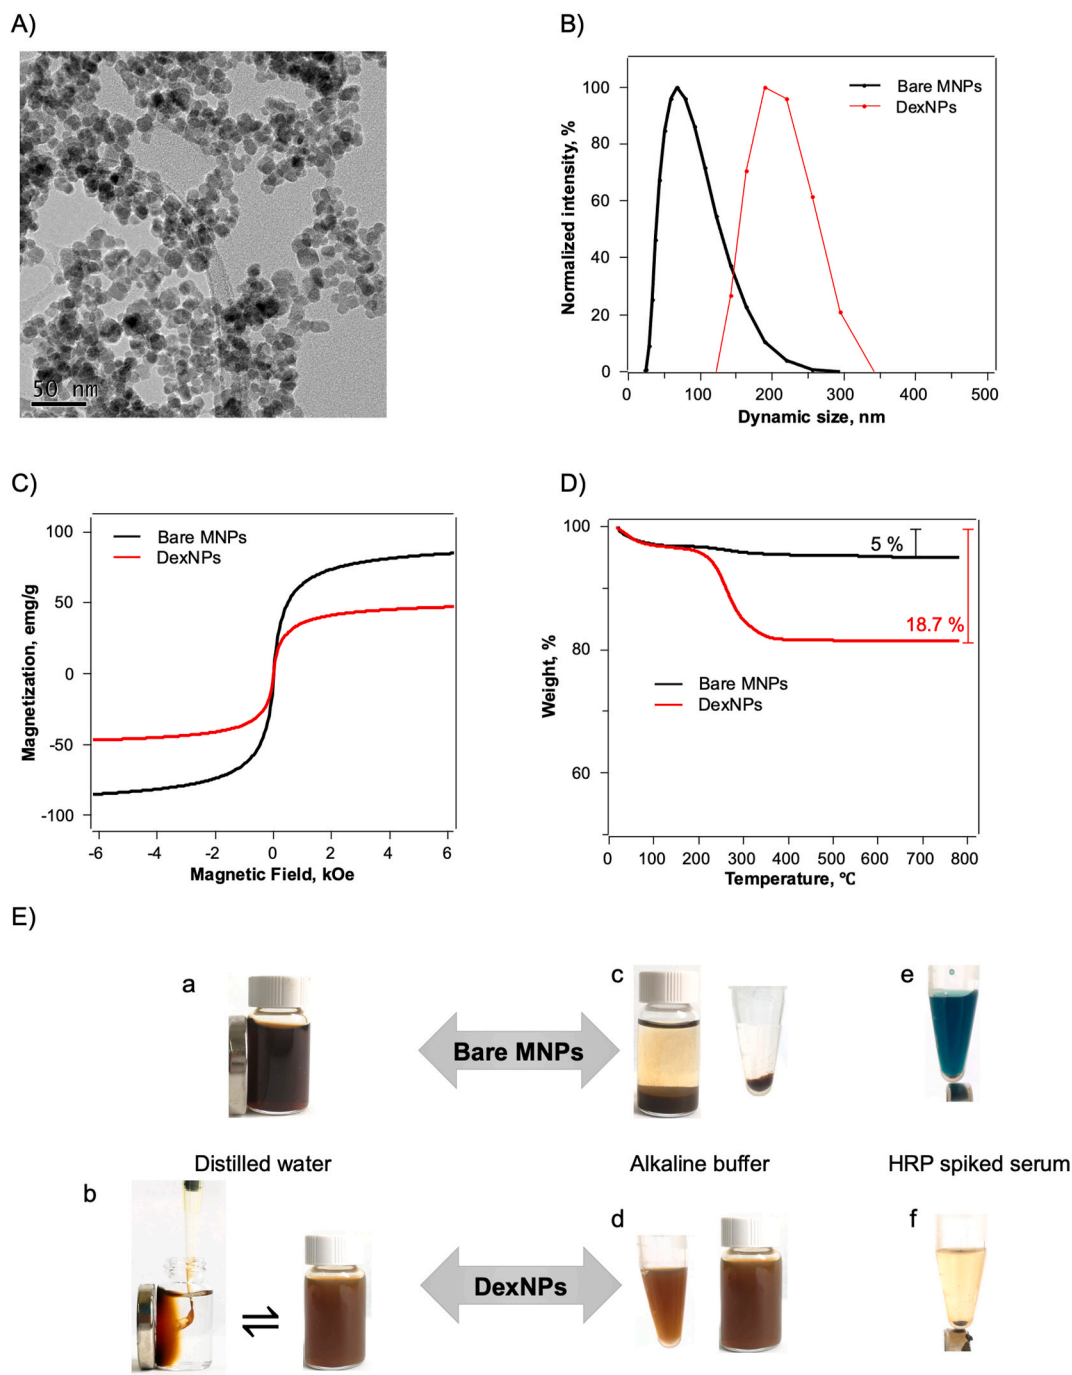 A)
50 nm
B)
Normalized intensity, %
100
80
60
40
20
0
Bare MNPs
DexNPs
0 100 200 300 400 500
Dynamic size, nm
C)
Magnetization, emg/g
100
50
0
-50
-100
Bare MNPs
DexNPs
-6 -4 -2 0 2 4 6
Magnetic Field, kOe
D)
Weight, %
100
80
60
5 %
18.7 %
Bare MNPs
DexNPs
0 100 200 300 400 500 600 700 800
Temperature, ℃
E)
a
Bare MNPs
c
e
Distilled water
Alkaline buffer
HRP spiked serum
b
DexNPs
d
f